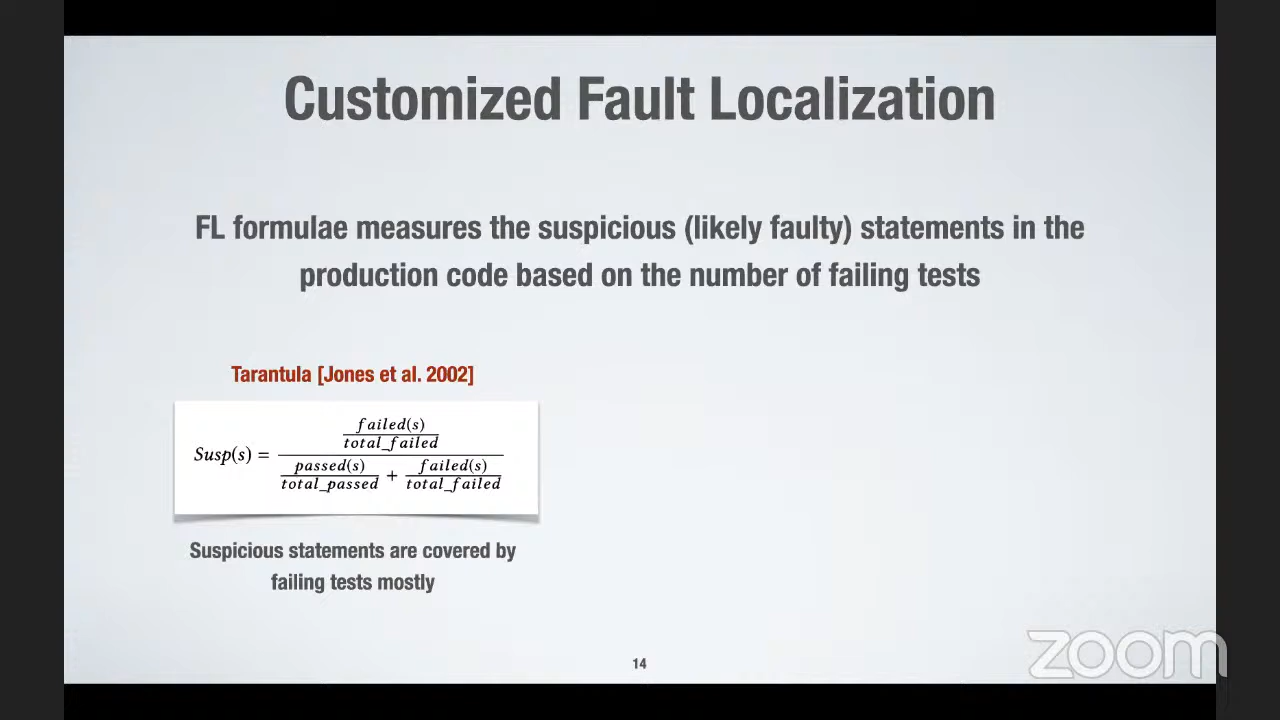 Customized Fault Localization
FL formulae measures the suspicious (likely faulty) statements in the
production code based on the number of failing tests
Tarantula [Jones et al. 2002]
Susp(s) = (failed(s)/total_failed) / (passed(s)/total_passed + failed(s)/total_failed)
Suspicious statements are covered by
failing tests mostly
14
zoom